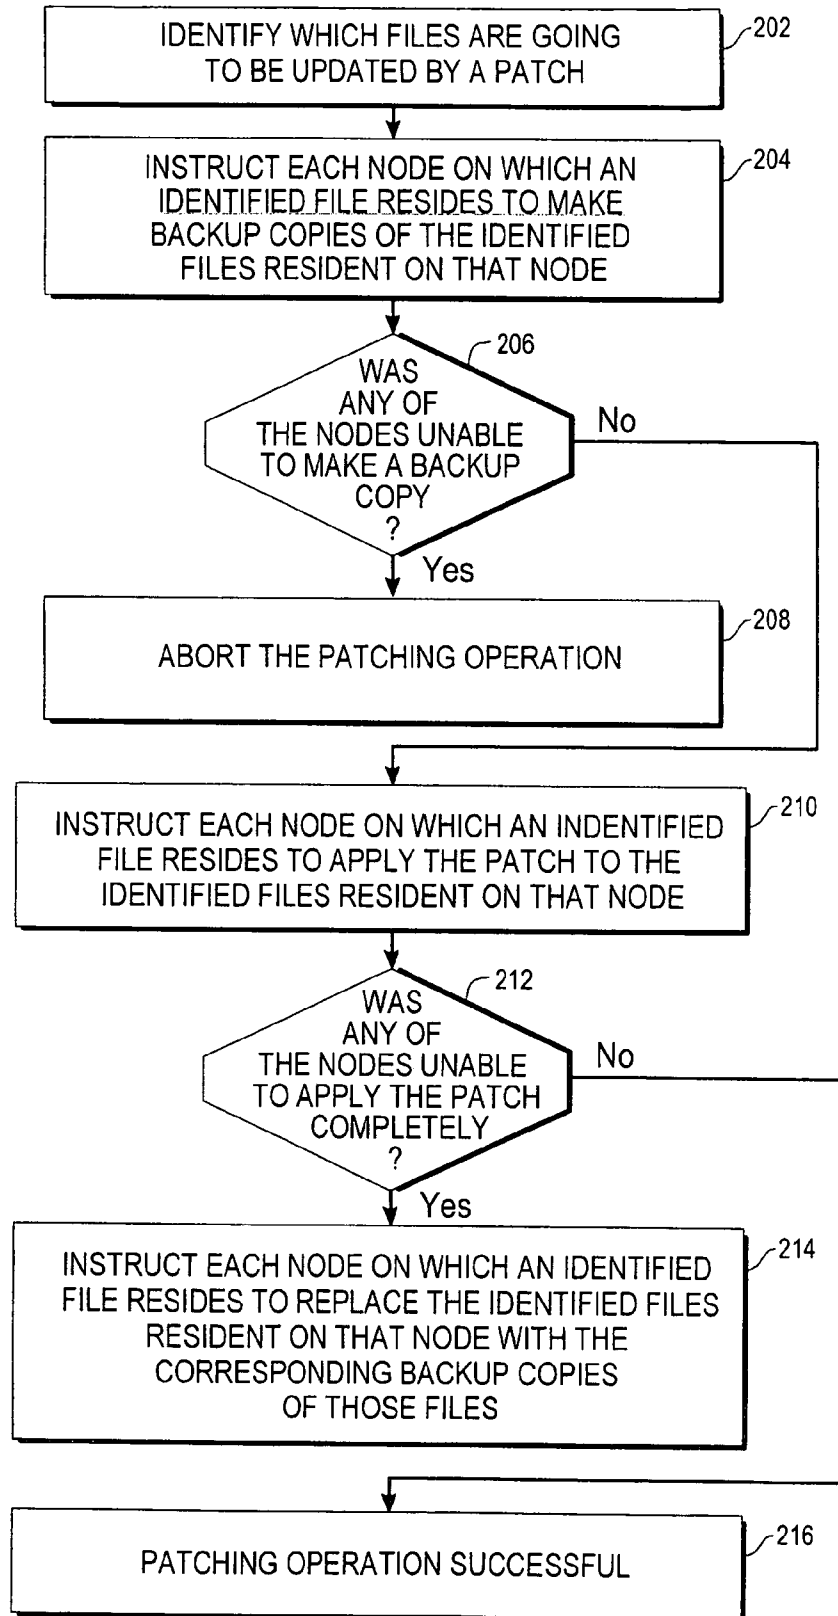 IDENTIFY WHICH FILES ARE GOING
TO BE UPDATED BY A PATCH
202
INSTRUCT EACH NODE ON WHICH AN
IDENTIFIED FILE RESIDES TO MAKE
BACKUP COPIES OF THE IDENTIFIED
FILES RESIDENT ON THAT NODE
204
WAS
ANY OF
THE NODES UNABLE
TO MAKE A BACKUP
COPY
?
206
No
Yes
ABORT THE PATCHING OPERATION
208
INSTRUCT EACH NODE ON WHICH AN INDENTIFIED
FILE RESIDES TO APPLY THE PATCH TO THE
IDENTIFIED FILES RESIDENT ON THAT NODE
210
WAS
ANY OF
THE NODES UNABLE
TO APPLY THE PATCH
COMPLETELY
?
212
No
Yes
INSTRUCT EACH NODE ON WHICH AN IDENTIFIED
FILE RESIDES TO REPLACE THE IDENTIFIED FILES
RESIDENT ON THAT NODE WITH THE
CORRESPONDING BACKUP COPIES
OF THOSE FILES
214
PATCHING OPERATION SUCCESSFUL
216